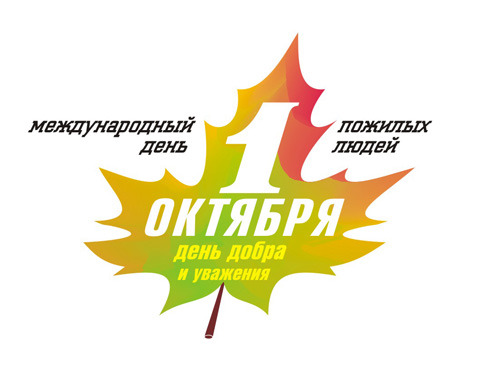 международный
день
пожилых
людей
1
ОКТЯБРЯ
день добра
и уважения